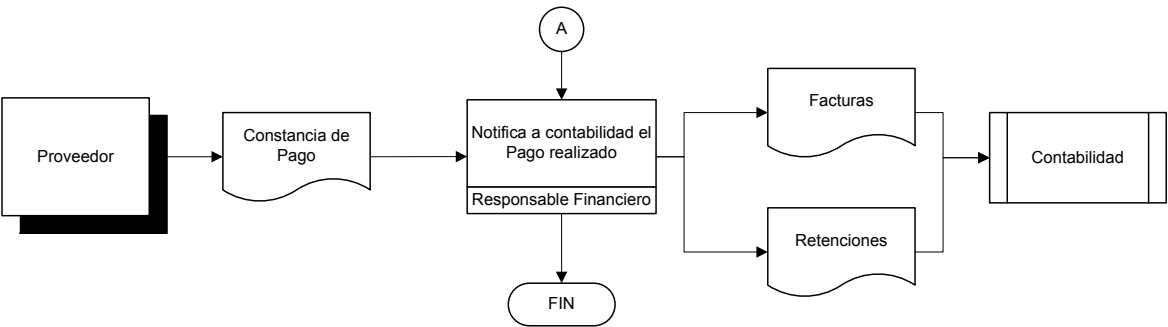 A
Proveedor
Constancia de
Pago
Notifica a contabilidad el
Pago realizado
Responsable Financiero
Facturas
Retenciones
Contabilidad
FIN